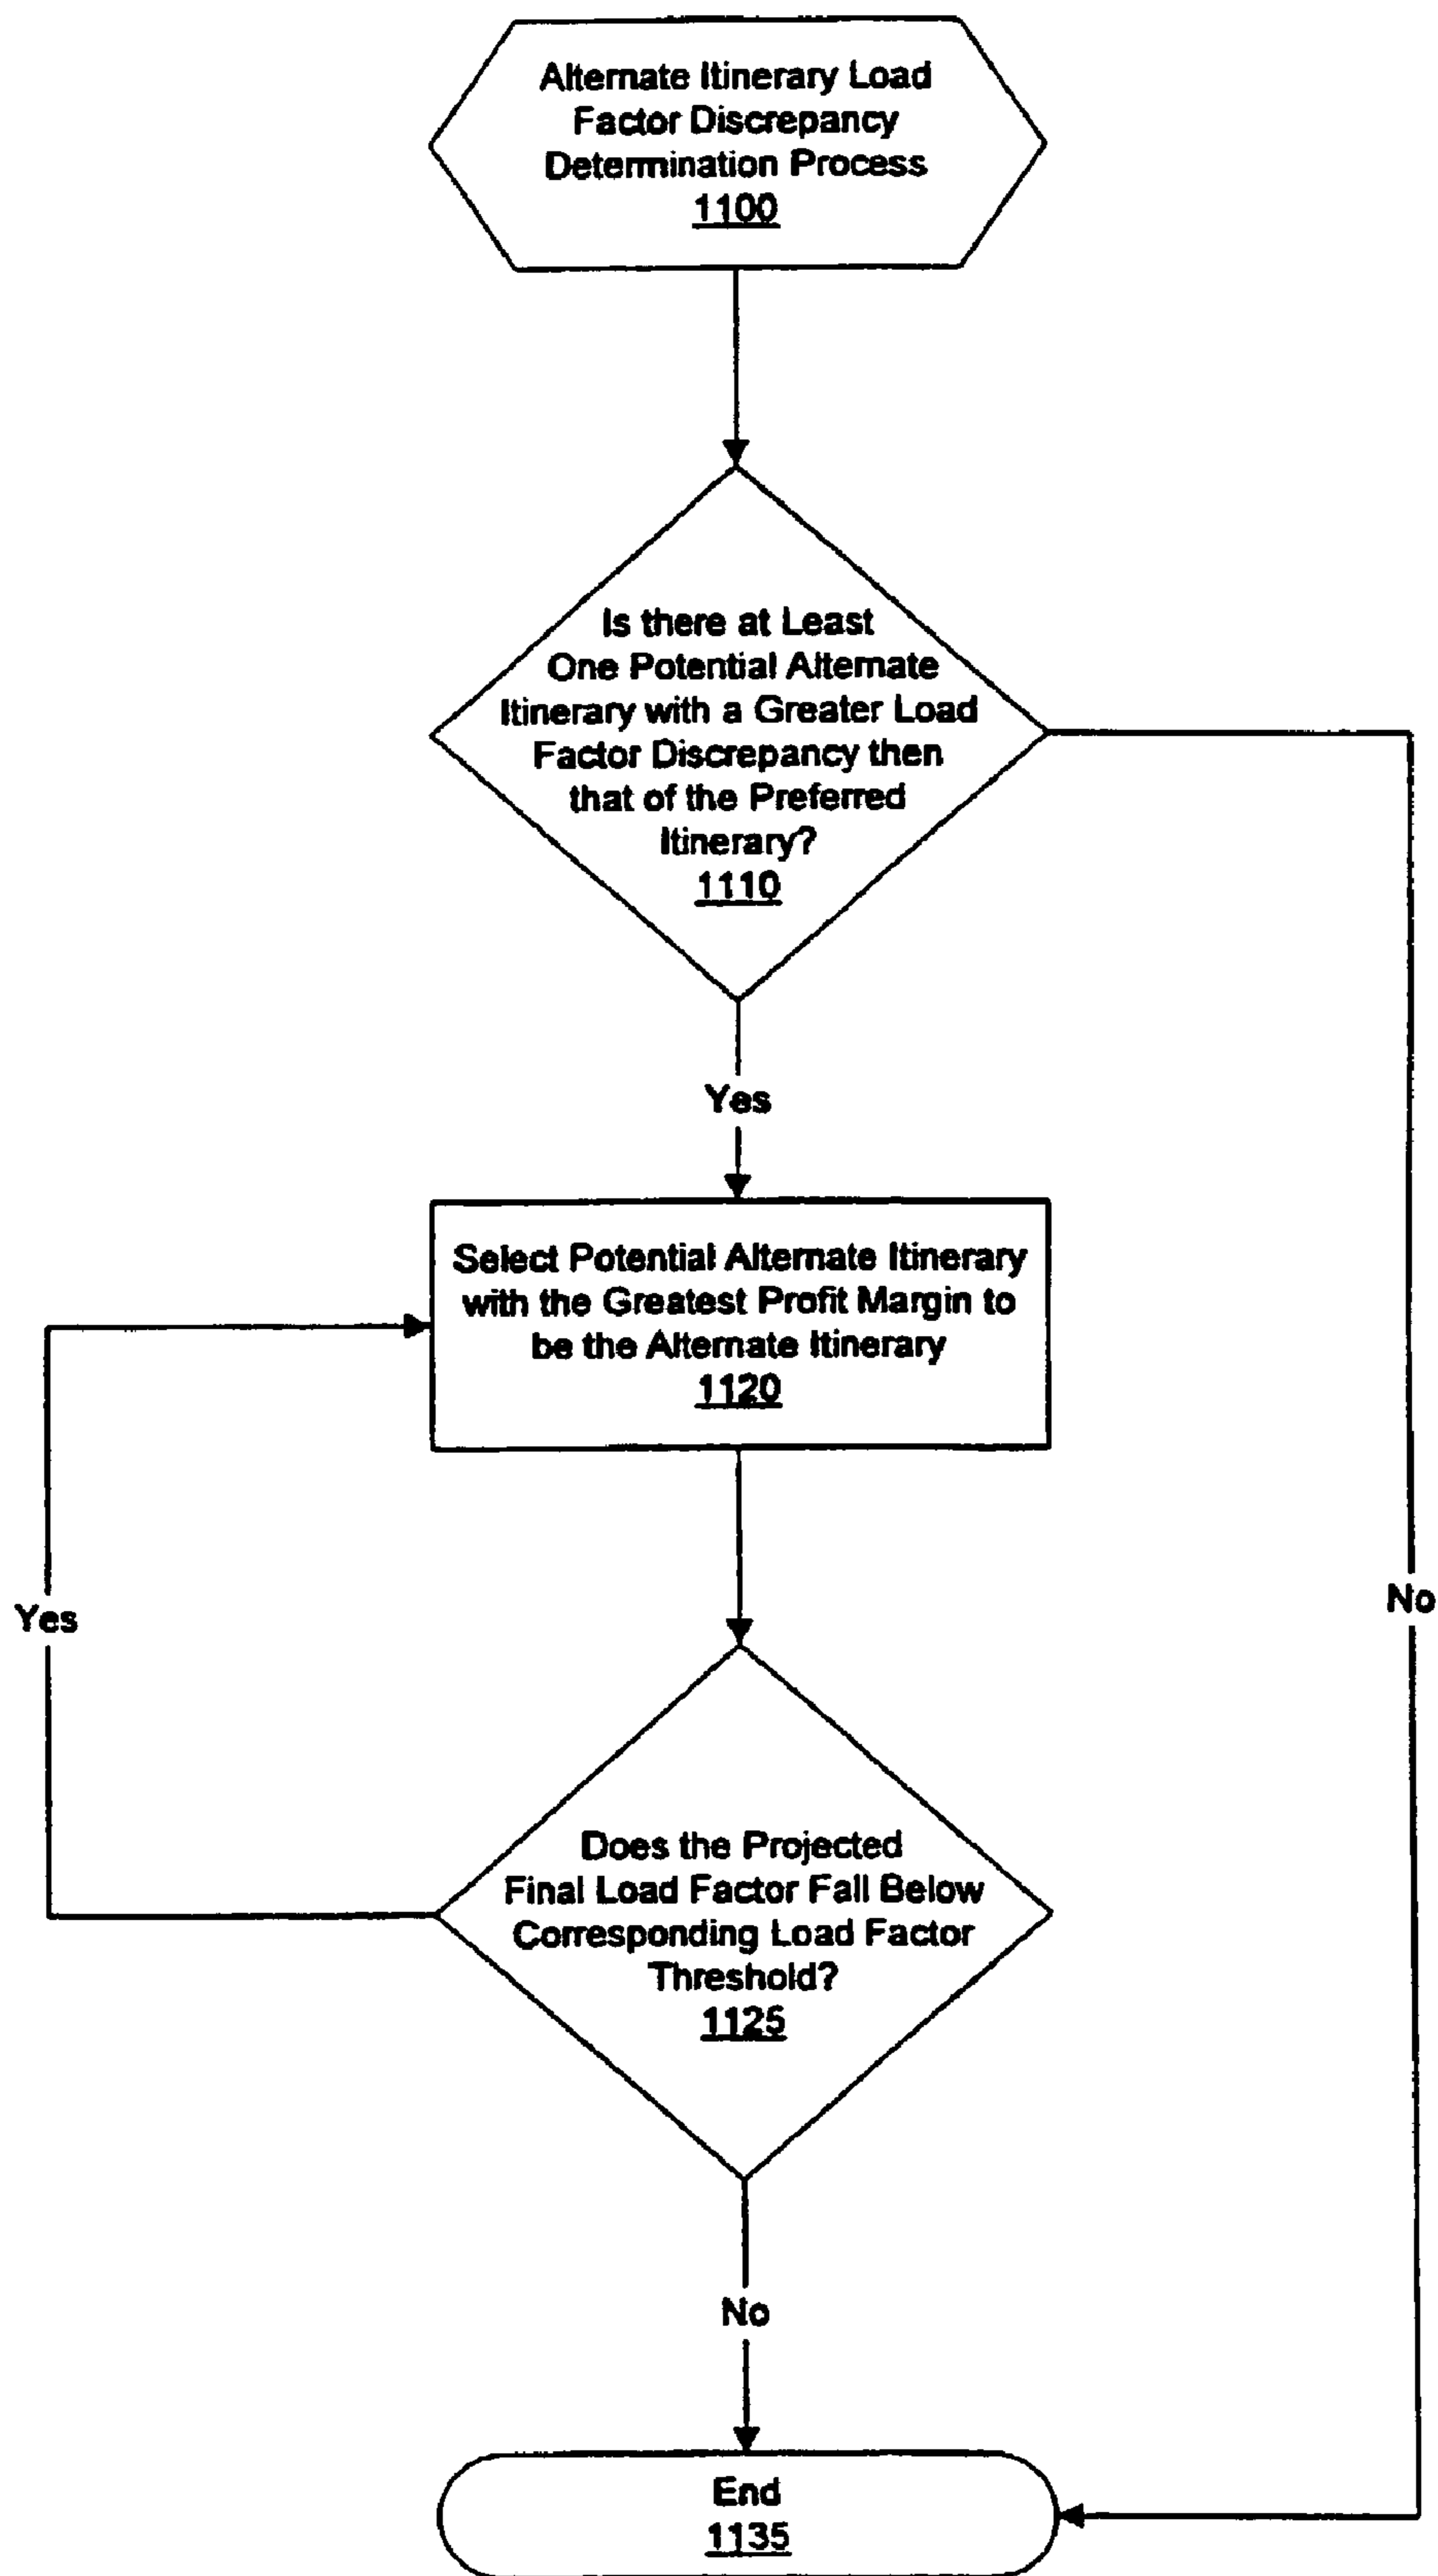 Alternate Itinerary Load
Factor Discrepancy
Determination Process
1100
Is there at Least
One Potential Alternate
Itinerary with a Greater Load
Factor Discrepancy then
that of the Preferred
Itinerary?
1110
Yes
Select Potential Alternate Itinerary
with the Greatest Profit Margin to
be the Alternate Itinerary
1120
Yes
No
Does the Projected
Final Load Factor Fall Below
Corresponding Load Factor
Threshold?
1125
No
End
1135